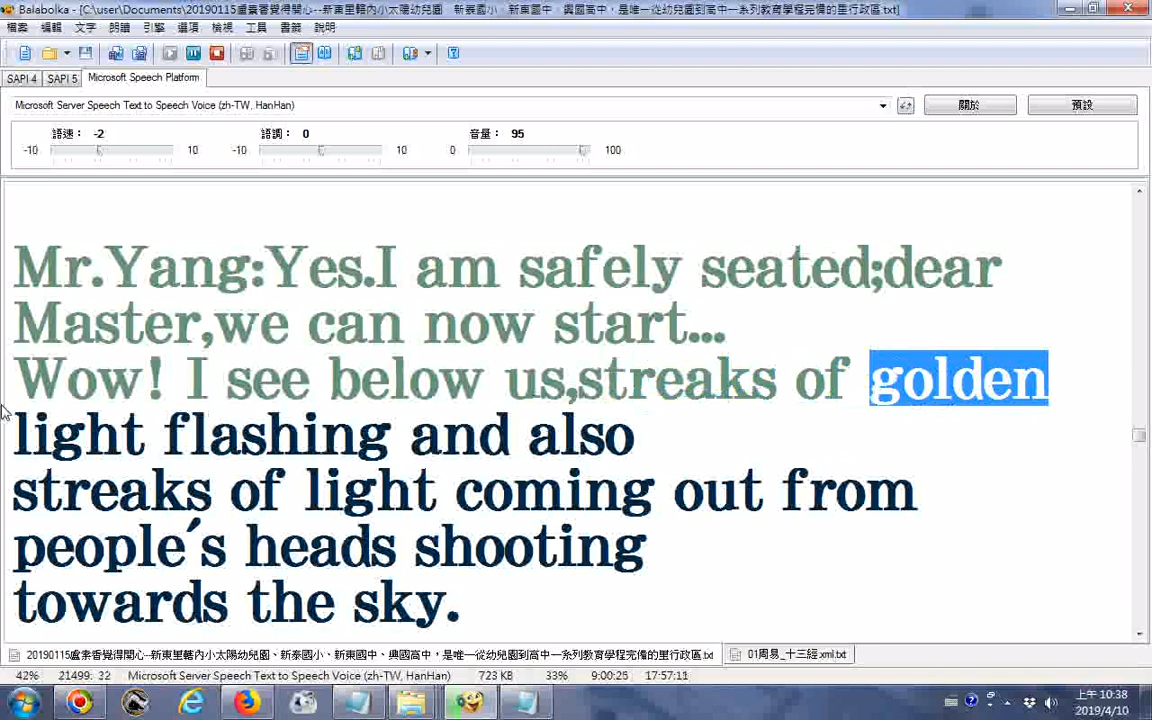 Balabolka - [C:\user\Documents\20190115盧素香覺得開心--新東里轄內小太陽幼兒園、新泰國小、新東國中、興國高中，是唯一從幼兒園到高中一系列教育學程完備的里行政區.txt]
檔案 編輯 文字 朗讀 引擎 選項 檢視 工具 書籤 說明
SAPI 4 SAPI 5 Microsoft Speech Platform
Microsoft Server Speech Text to Speech Voice (zh-TW, HanHan) 關於 預設
語速： -2 語調： 0 音量： 95
-10 10 -10 10 0 100
Mr.Yang:Yes.I am safely seated;dear
Master,we can now start...
Wow! I see below us,streaks of golden
light flashing and also
streaks of light coming out from
people´s heads shooting
towards the sky.
20190115盧素香覺得開心--新東里轄內小太陽幼兒園、新泰國小、新東國中、興國高中，是唯一從幼兒園到高中一系列教育學程完備的里行政區.txt 01周易_十三經.xml.txt
42% 21499: 32 Microsoft Server Speech Text to Speech Voice (zh-TW, HanHan) 723 KB 33% 9:00:25 17:57:11
上午 10:38
2019/4/10